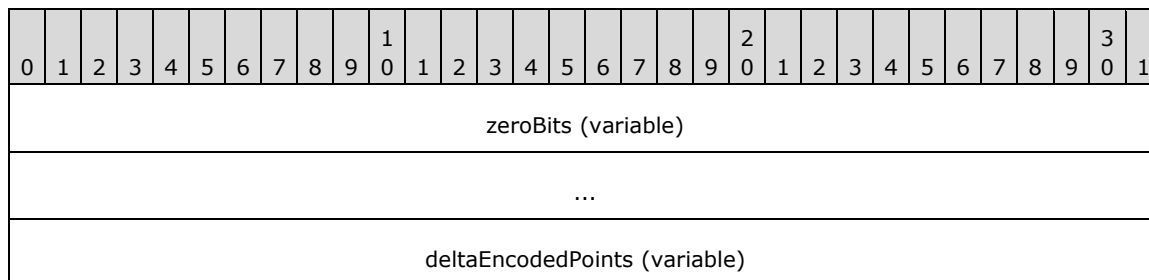 1 2 3
0 1 2 3 4 5 6 7 8 9 0 1 2 3 4 5 6 7 8 9 0 1 2 3 4 5 6 7 8 9 0 1
zeroBits (variable)
...
deltaEncodedPoints (variable)